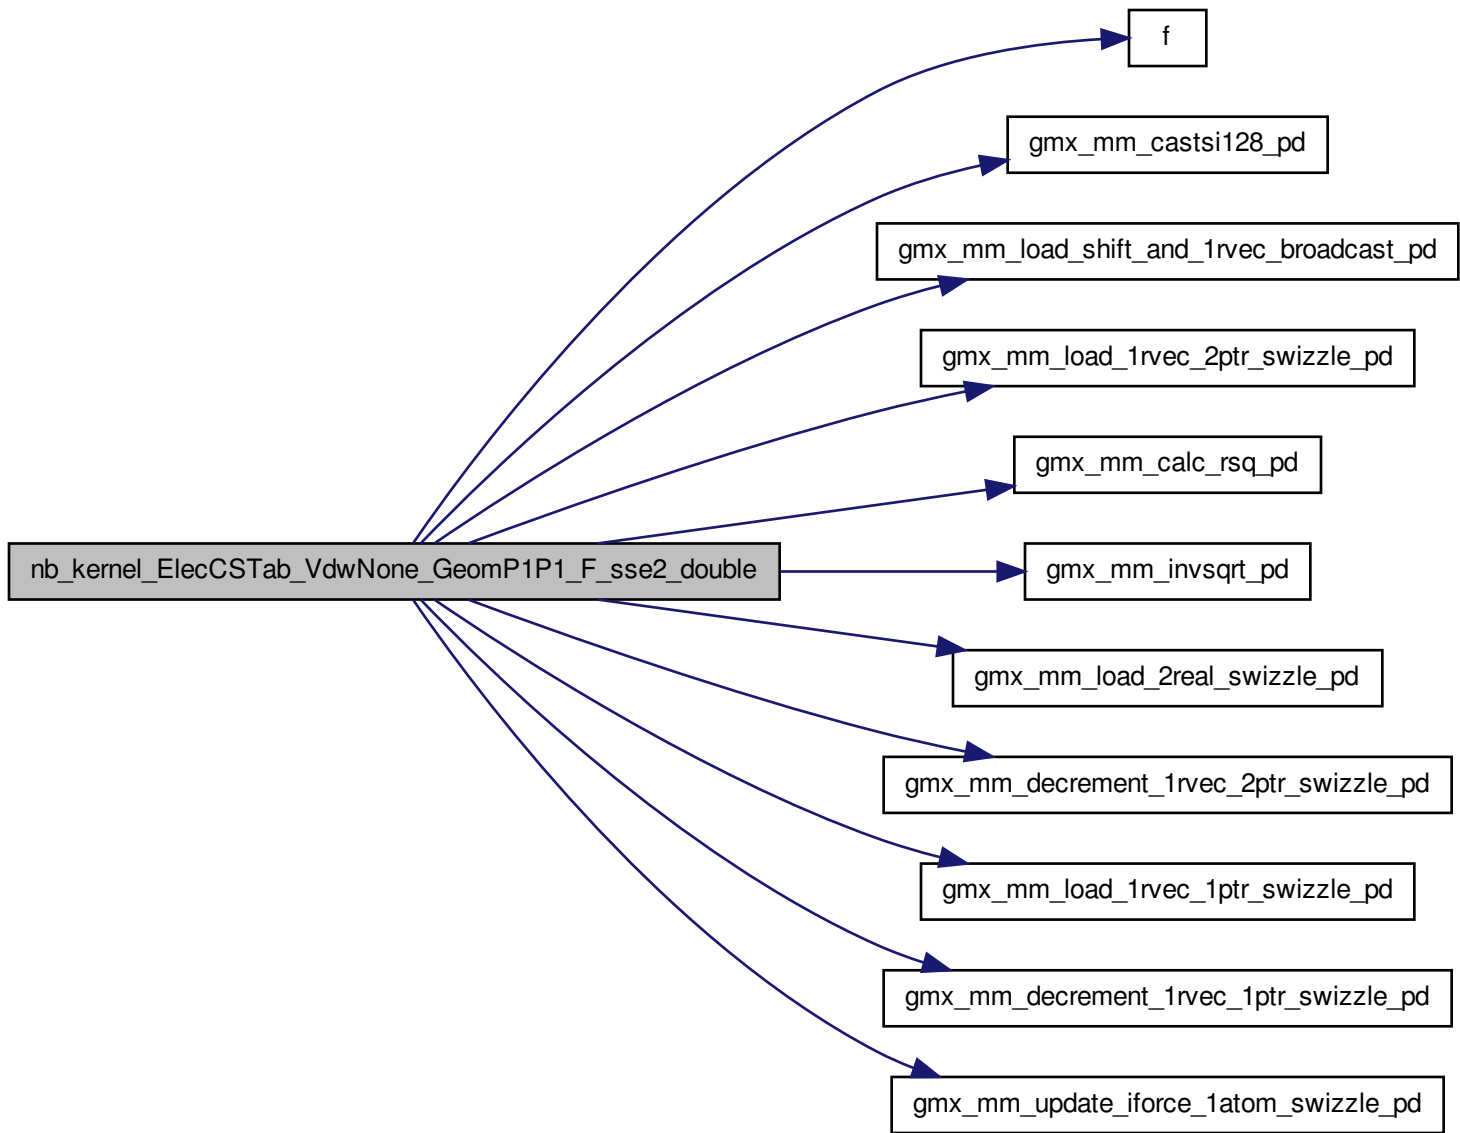 f
gmx_mm_castsi128_pd
gmx_mm_load_shift_and_1rvec_broadcast_pd
gmx_mm_load_1rvec_2ptr_swizzle_pd
gmx_mm_calc_rsq_pd
nb_kernel_ElecCSTab_VdwNone_GeomP1P1_F_sse2_double
gmx_mm_invsqrt_pd
gmx_mm_load_2real_swizzle_pd
gmx_mm_decrement_1rvec_2ptr_swizzle_pd
gmx_mm_load_1rvec_1ptr_swizzle_pd
gmx_mm_decrement_1rvec_1ptr_swizzle_pd
gmx_mm_update_iforce_1atom_swizzle_pd